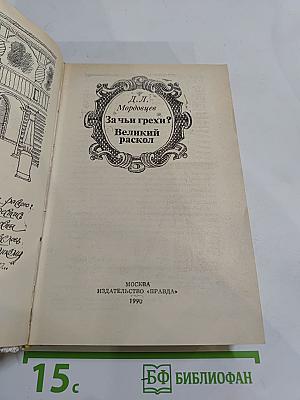 Д. Л.
Мордовцев
За чьи грехи?
Великий
раскол
МОСКВА
ИЗДАТЕЛЬСТВО «ПРАВДА»
1990
15с
БФ БИБЛИОФАН